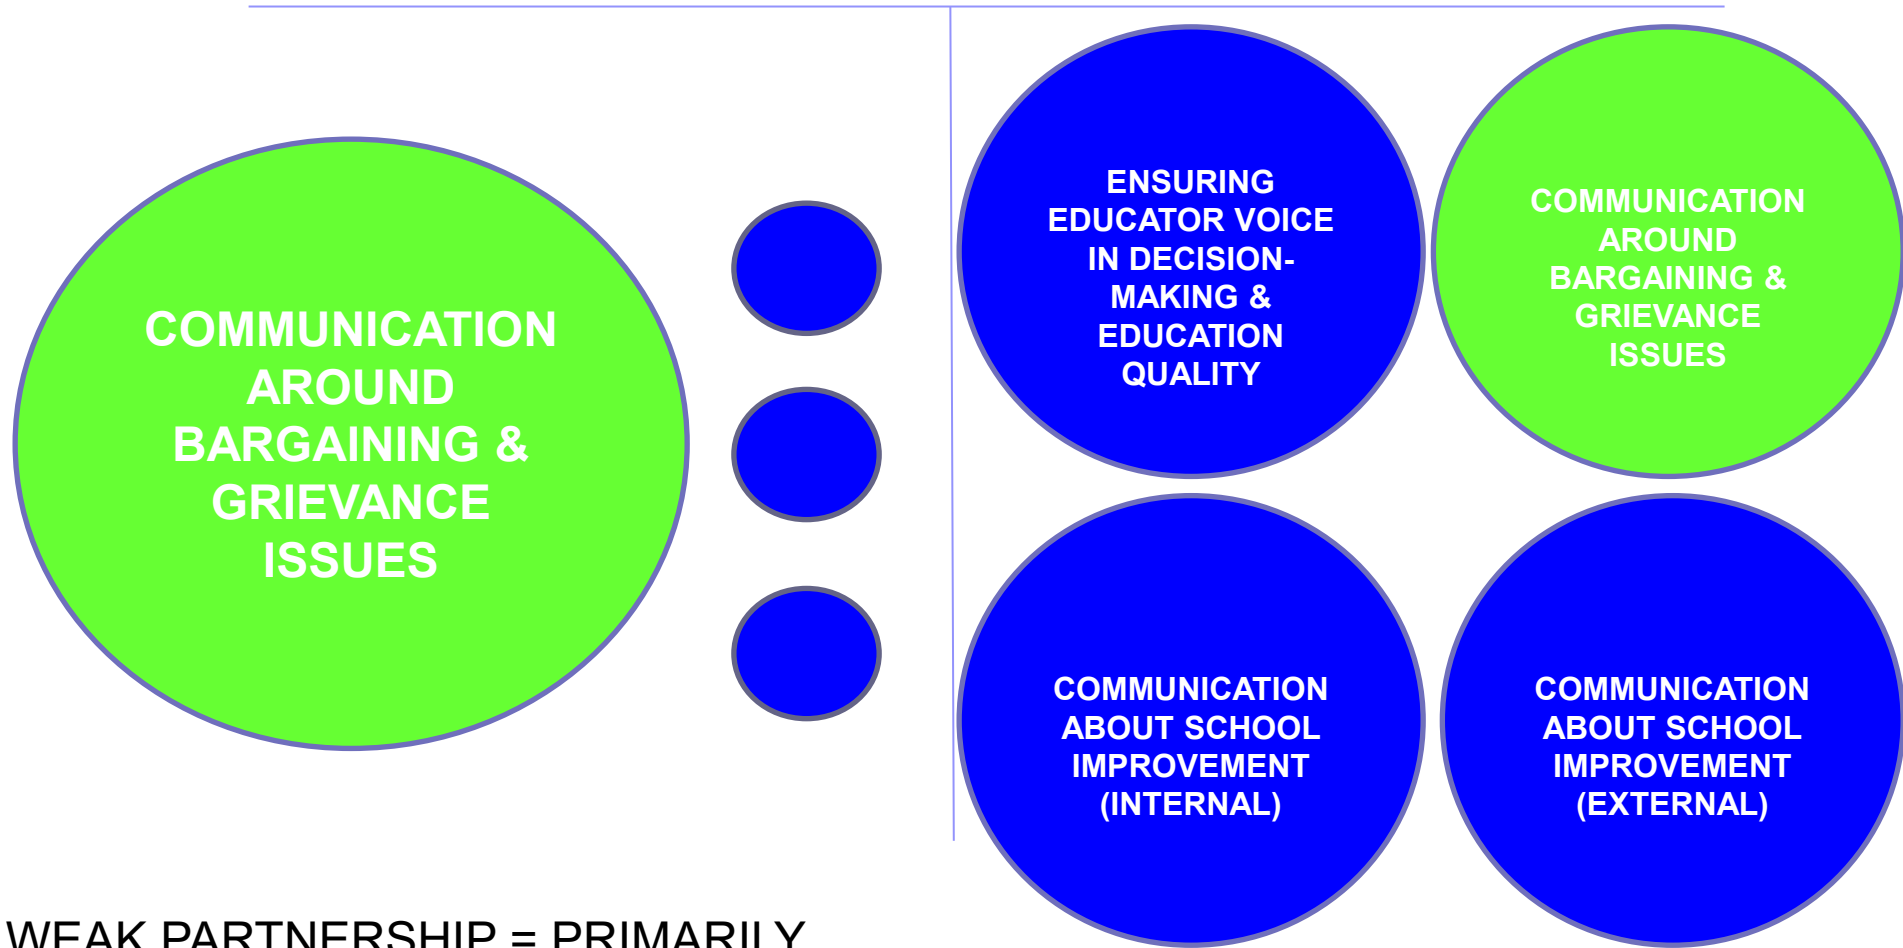 COMMUNICATION
AROUND
BARGAINING &
GRIEVANCE
ISSUES
ENSURING
EDUCATOR VOICE
IN DECISION-
MAKING &
EDUCATION
QUALITY
COMMUNICATION
AROUND
BARGAINING &
GRIEVANCE
ISSUES
COMMUNICATION
ABOUT SCHOOL
IMPROVEMENT
(INTERNAL)
COMMUNICATION
ABOUT SCHOOL
IMPROVEMENT
(EXTERNAL)
WEAK PARTNERSHIP = PRIMARILY